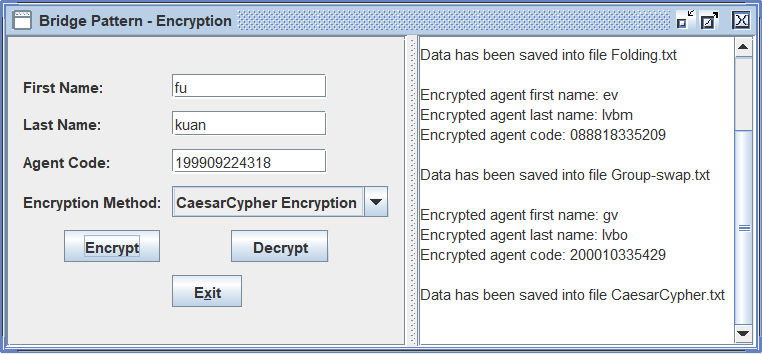 Bridge Pattern - Encryption
First Name:
fu
Last Name:
kuan
Agent Code:
199909224318
Encryption Method:
CaesarCypher Encryption
Encrypt
Decrypt
Exit
Data has been saved into file Folding.txt
Encrypted agent first name: ev
Encrypted agent last name: lvbm
Encrypted agent code: 088818335209
Data has been saved into file Group-swap.txt
Encrypted agent first name: gv
Encrypted agent last name: lvbo
Encrypted agent code: 200010335429
Data has been saved into file CaesarCypher.txt